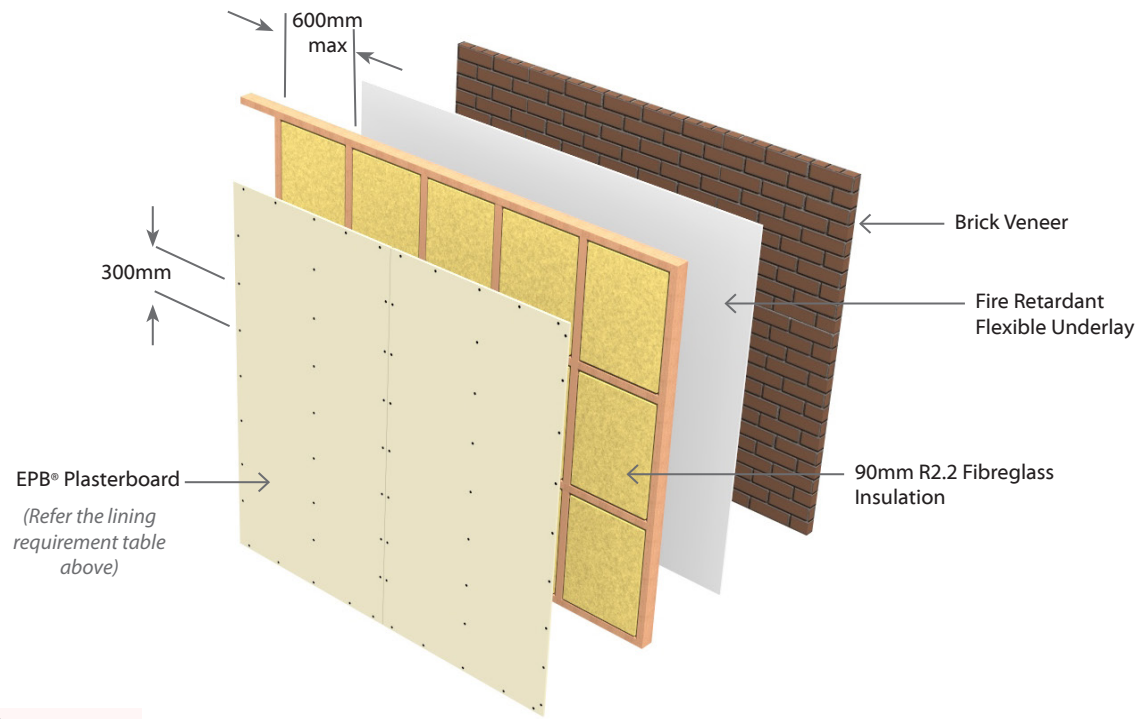 600mm
max
Brick Veneer
300mm
Fire Retardant
Flexible Underlay
EPB® Plasterboard
(Refer the lining
requirement table
above)
90mm R2.2 Fibreglass
Insulation